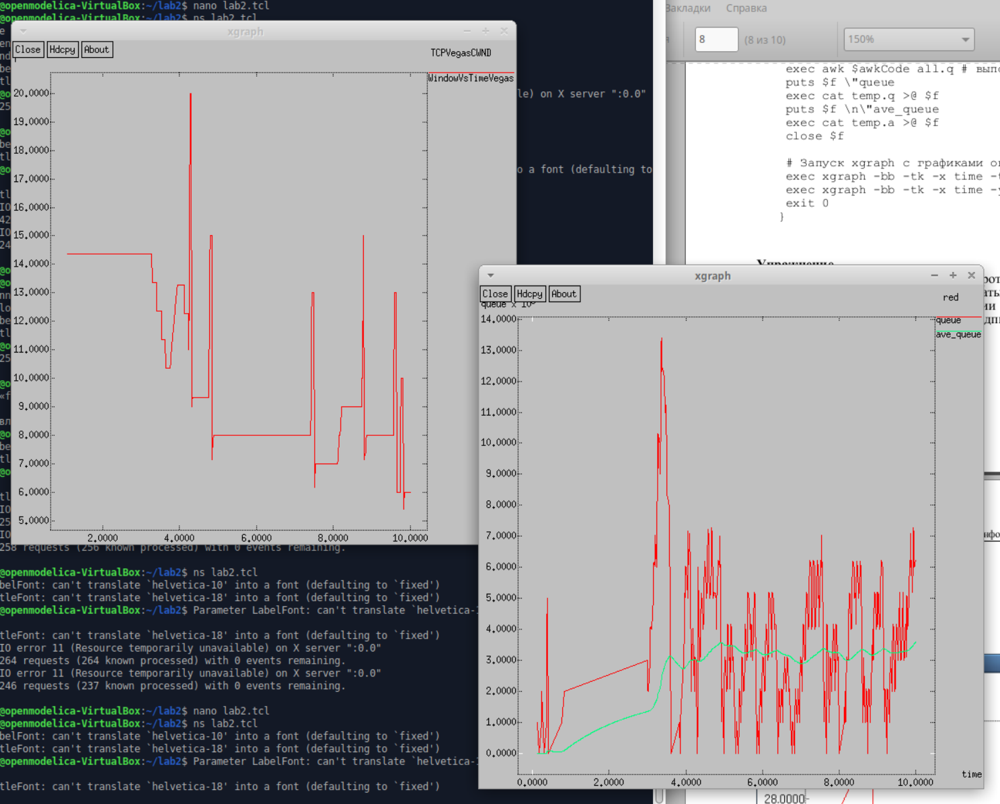 @openmodelica-VirtualBox:~/lab2$ nano lab2.tcl
@openmodelica-VirtualBox:~/lab2$ ns lab2.tcl
xgraph
Close Hdcpy About
TCPVegasCWND
WindowVsTimeVegas
20.0000
19.0000
18.0000
17.0000
16.0000
15.0000
14.0000
13.0000
12.0000
11.0000
10.0000
9.0000
8.0000
7.0000
6.0000
5.0000
2.0000 4.0000 6.0000 8.0000 10.0000
le) on X server ":0.0"
o a font (defaulting to
258 requests (256 known processed) with 0 events remaining.
@openmodelica-VirtualBox:~/lab2$ ns lab2.tcl
belFont: can't translate `helvetica-10' into a font (defaulting to `fixed')
tleFont: can't translate `helvetica-18' into a font (defaulting to `fixed')
@openmodelica-VirtualBox:~/lab2$ Parameter LabelFont: can't translate `helvetica-
tleFont: can't translate `helvetica-18' into a font (defaulting to `fixed')
IO error 11 (Resource temporarily unavailable) on X server ":0.0"
264 requests (264 known processed) with 0 events remaining.
IO error 11 (Resource temporarily unavailable) on X server ":0.0"
246 requests (237 known processed) with 0 events remaining.
@openmodelica-VirtualBox:~/lab2$ nano lab2.tcl
@openmodelica-VirtualBox:~/lab2$ ns lab2.tcl
belFont: can't translate `helvetica-10' into a font (defaulting to `fixed')
tleFont: can't translate `helvetica-18' into a font (defaulting to `fixed')
@openmodelica-VirtualBox:~/lab2$ Parameter LabelFont: can't translate `helvetica-
tleFont: can't translate `helvetica-18' into a font (defaulting to `fixed')
Закладки Справка
8 (8 из 10) 150%
exec awk $awkCode all.q # вып
puts $f \"queue
exec cat temp.q >@ $f
puts $f \n\"ave_queue
exec cat temp.a >@ $f
close $f
# Запуск xgraph с графиками о
exec xgraph -bb -tk -x time -t
exec xgraph -bb -tk -x time -y
exit 0
}
Упражнение
xgraph
Close Hdcpy About
queue x 10
red
queue
ave_queue
14.0000
13.0000
12.0000
11.0000
10.0000
9.0000
8.0000
7.0000
6.0000
5.0000
4.0000
3.0000
2.0000
1.0000
0.0000
time
0.0000 2.0000 4.0000 6.0000 8.0000 10.0000
28.0000